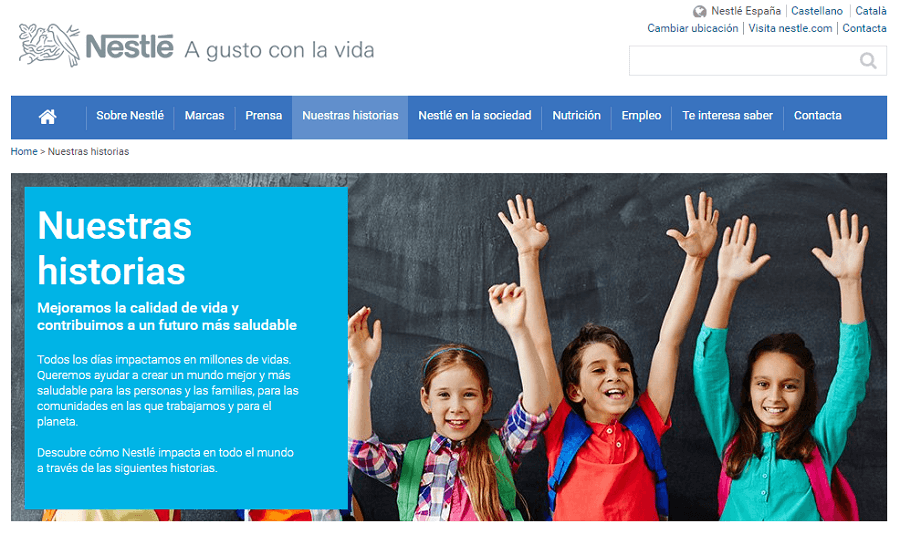 Nestlé España | Castellano | Català
Cambiar ubicación | Visita nestle.com | Contacta
Nestlé A gusto con la vida
Sobre Nestlé Marcas Prensa Nuestras historias Nestlé en la sociedad Nutrición Empleo Te interesa saber Contacta
Home > Nuestras historias
Nuestras
historias
Mejoramos la calidad de vida y
contribuimos a un futuro más saludable
Todos los días impactamos en millones de vidas.
Queremos ayudar a crear un mundo mejor y más
saludable para las personas y las familias, para las
comunidades en las que trabajamos y para el
planeta.
Descubre cómo Nestlé impacta en todo el mundo
a través de las siguientes historias.